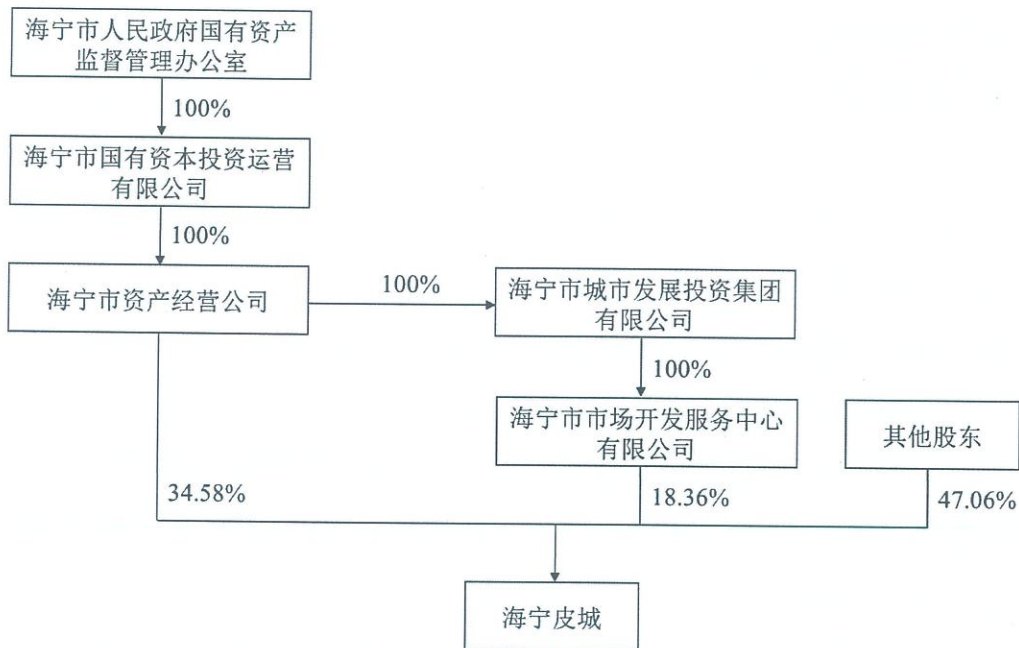 海宁市人民政府国有资产
监督管理办公室
100%
海宁市国有资本投资运营
有限公司
100%
海宁市资产经营公司
100%
海宁市城市发展投资集团
有限公司
100%
海宁市市场开发服务中心
有限公司
其他股东
34.58%
18.36%
47.06%
海宁皮城